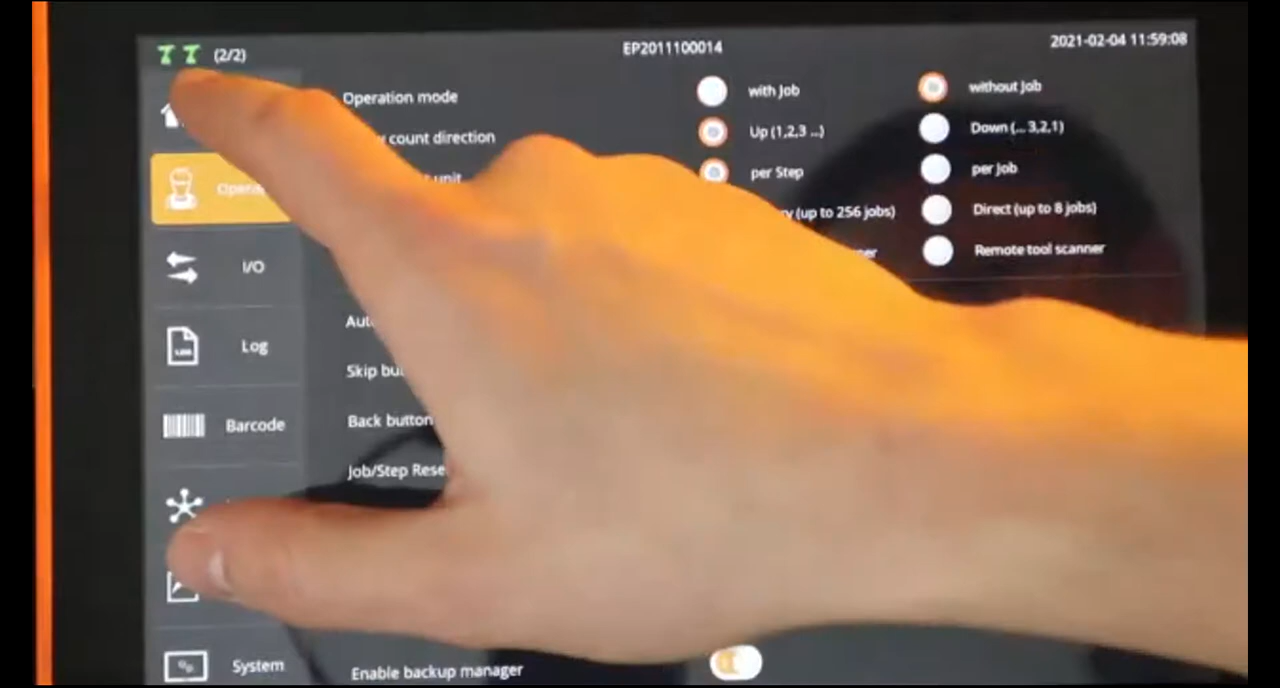 (2/2) EP2011100014 2021-02-04 11:59:08
Operation mode with Job without Job
count direction Up (1,2,3 ...) Down (... 3,2,1)
unit per Step per Job
(up to 256 jobs) Direct (up to 8 jobs)
Remote tool scanner
I/O
Log
Skip
Barcode
Back button
Job/Step
System
Enable backup manager